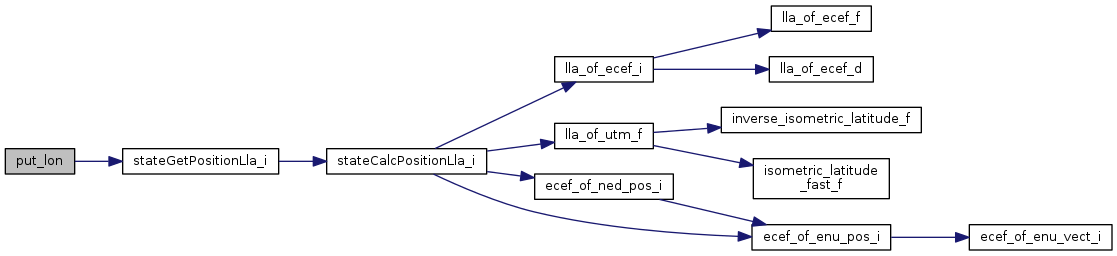 put_lon
stateGetPositionLla_i
stateCalcPositionLla_i
lla_of_ecef_i
lla_of_utm_f
ecef_of_ned_pos_i
lla_of_ecef_f
lla_of_ecef_d
inverse_isometric_latitude_f
isometric_latitude
_fast_f
ecef_of_enu_pos_i
ecef_of_enu_vect_i